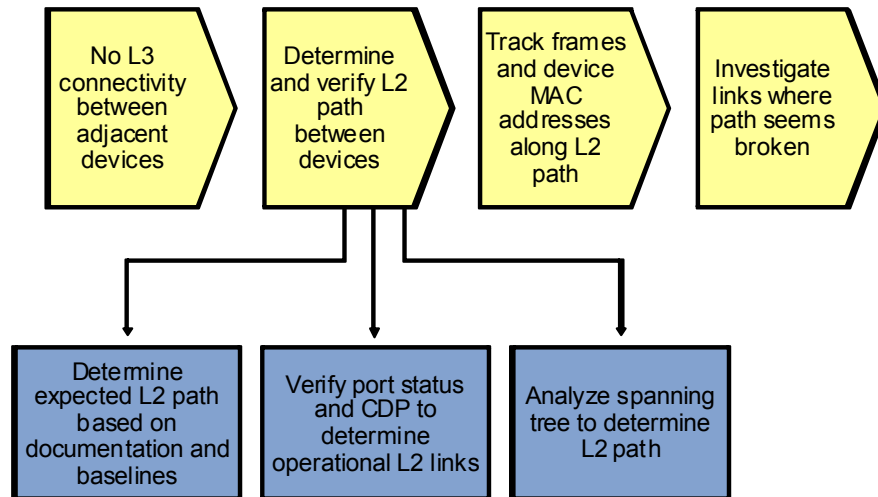 No L3
connectivity
between
adjacent
devices
Determine
and verify L2
path
between
devices
Track frames
and device
MAC
addresses
along L2
path
Investigate
links where
path seems
broken
Determine
expected L2 path
based on
documentation and
baselines
Verify port status
and CDP to
determine
operational L2 links
Analyze spanning
tree to determine
L2 path